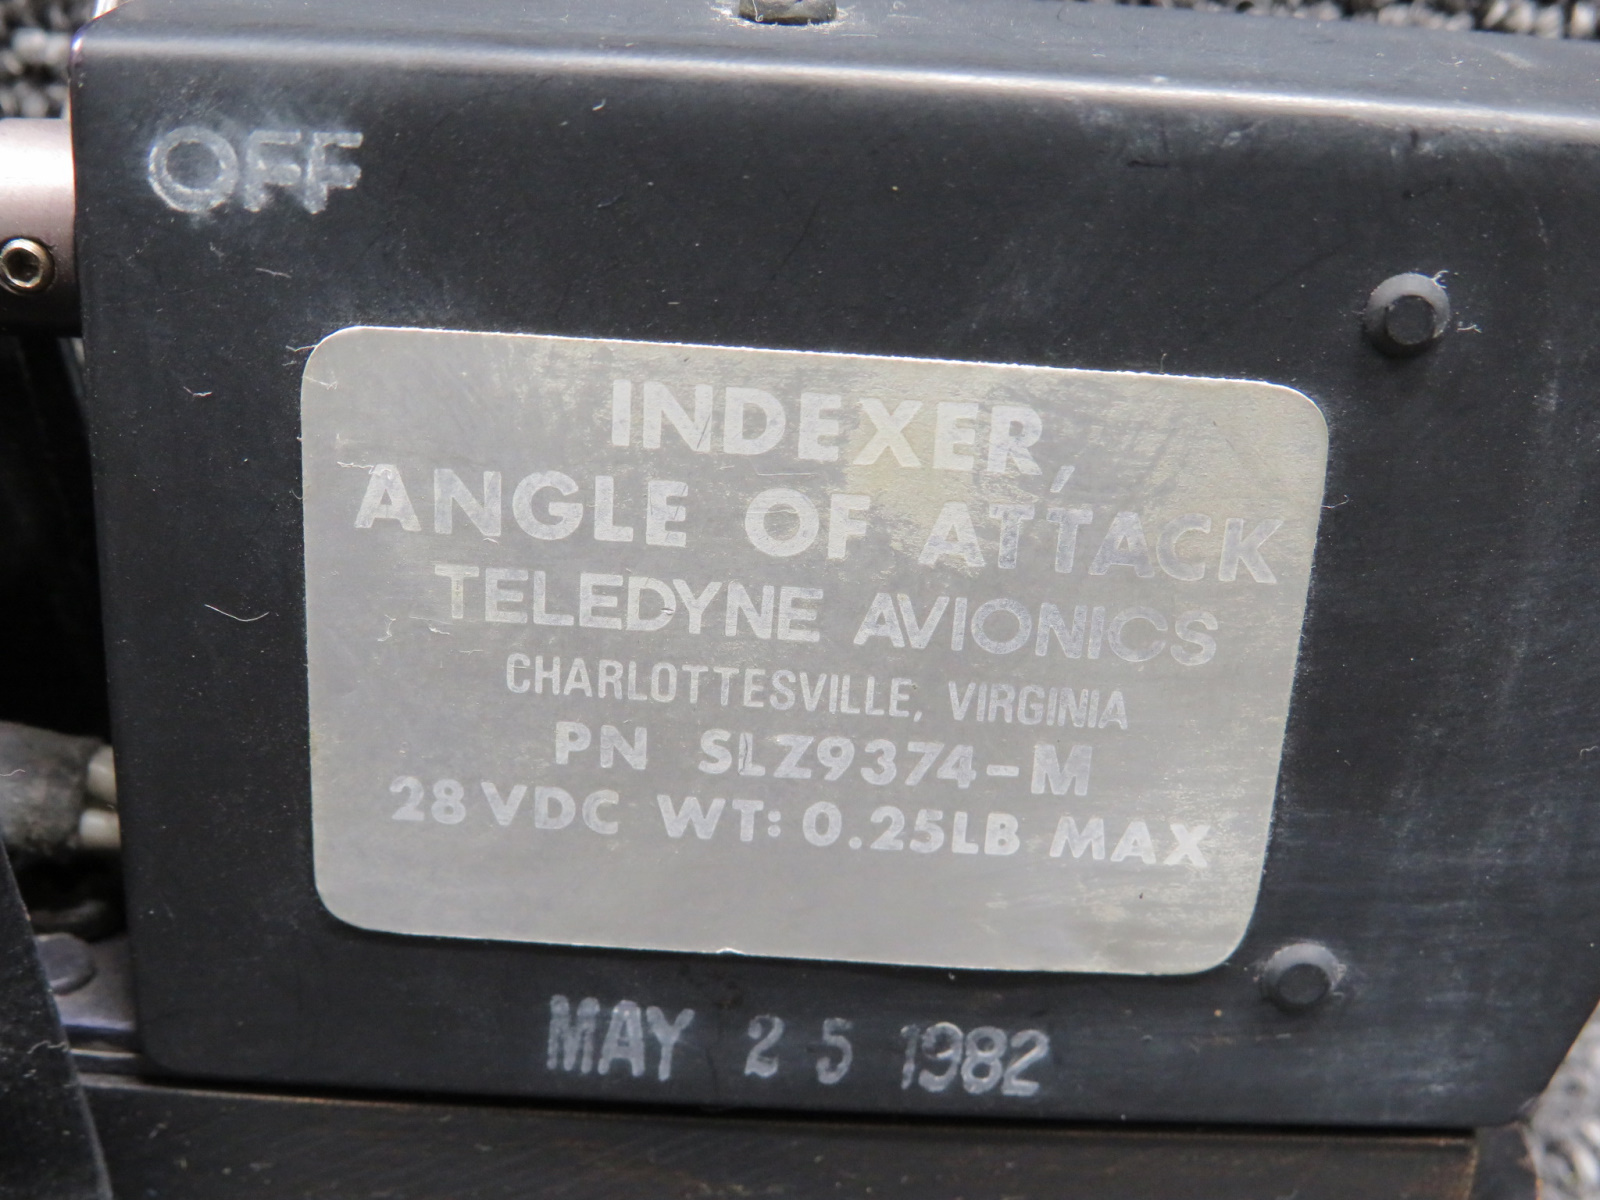 OFF
INDEXER,
ANGLE OF ATTACK
TELEDYNE AVIONICS
CHARLOTTESVILLE, VIRGINIA
PN SLZ9374-M
28 VDC WT: 0.25LB MAX
MAY 25 1982